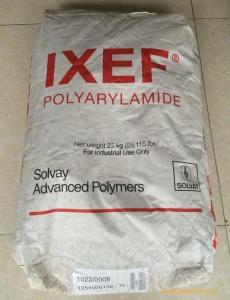 IXEF®
POLYARYLAMIDE
Net weight 25 kg (55.115 lbs)
For Industrial Use Only
Solvay
Advanced Polymers
SOLVAY
1022/0008